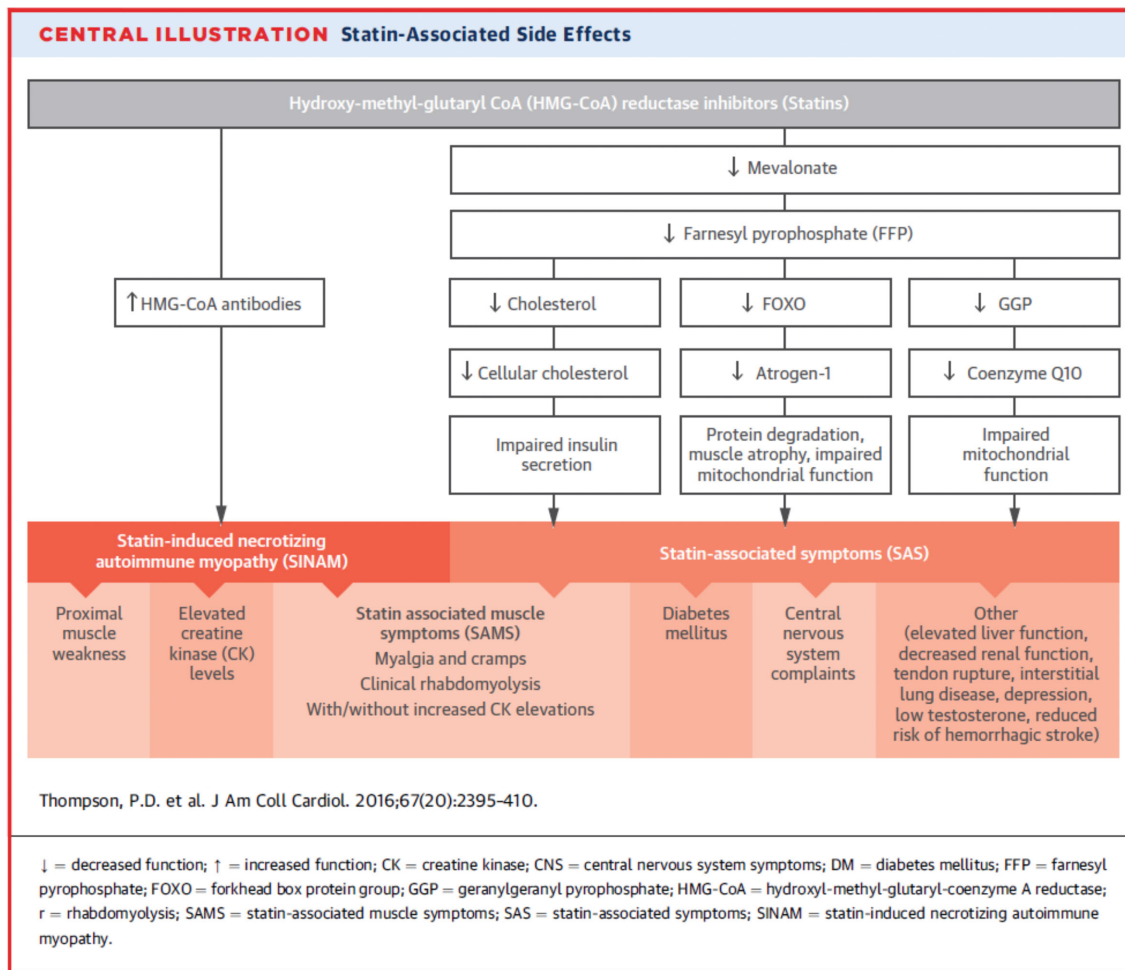 CENTRAL ILLUSTRATION Statin-Associated Side Effects
Hydroxy-methyl-glutaryl CoA (HMG-CoA) reductase inhibitors (Statins)
↓ Mevalonate
↓ Farnesyl pyrophosphate (FFP)
↑ HMG-CoA antibodies
↓ Cholesterol
↓ FOXO
↓ GGP
↓ Cellular cholesterol
↓ Atrogen-1
↓ Coenzyme Q10
Impaired insulin
secretion
Protein degradation,
muscle atrophy, impaired
mitochondrial function
Impaired
mitochondrial
function
Statin-induced necrotizing
autoimmune myopathy (SINAM)
Statin-associated symptoms (SAS)
Proximal
muscle
weakness
Elevated
creatine
kinase (CK)
levels
Statin associated muscle
symptoms (SAMS)
Myalgia and cramps
Clinical rhabdomyolysis
With/without increased CK elevations
Diabetes
mellitus
Central
nervous
system
complaints
Other
(elevated liver function,
decreased renal function,
tendon rupture, interstitial
lung disease, depression,
low testosterone, reduced
risk of hemorrhagic stroke)
Thompson, P.D. et al. J Am Coll Cardiol. 2016;67(20):2395–410.
↓ = decreased function; ↑ = increased function; CK = creatine kinase; CNS = central nervous system symptoms; DM = diabetes mellitus; FFP = farnesyl
pyrophosphate; FOXO = forkhead box protein group; GGP = geranylgeranyl pyrophosphate; HMG-CoA = hydroxyl-methyl-glutaryl-coenzyme A reductase;
r = rhabdomyolysis; SAMS = statin-associated muscle symptoms; SAS = statin-associated symptoms; SINAM = statin-induced necrotizing autoimmune
myopathy.